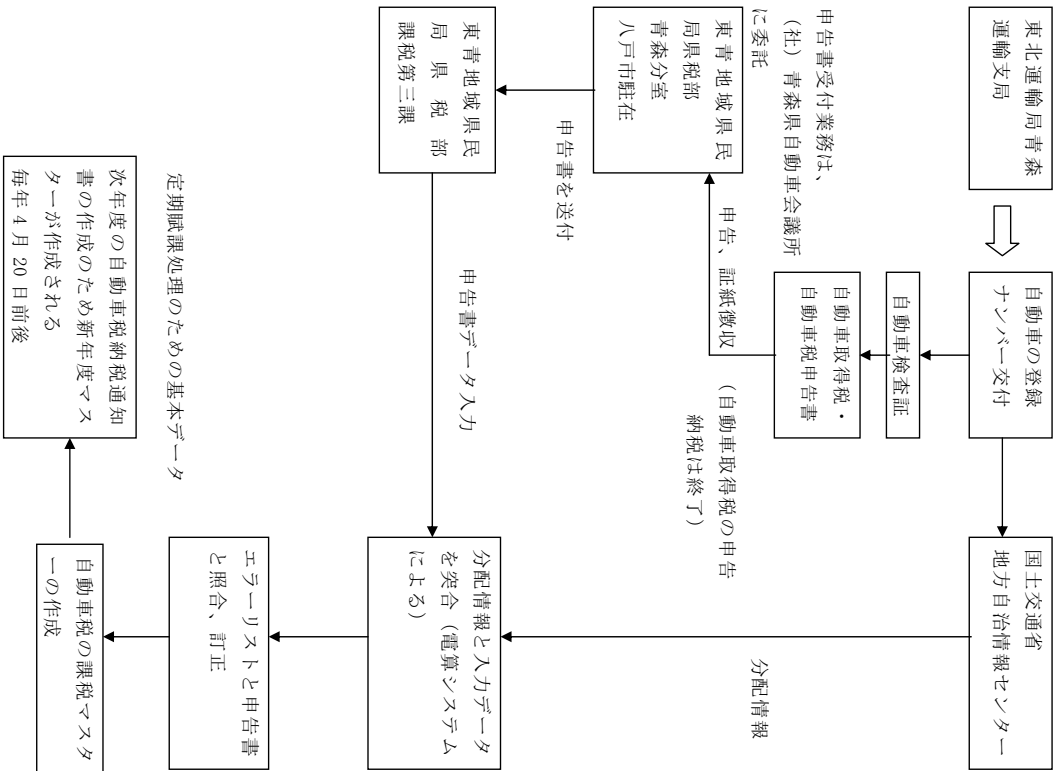 東北運輸局青森
運輸支局
自動車の登録
ナンバー交付
国土交通省
地方自治情報センター
自動車検査証
自動車取得税・
自動車税申告書
(自動車取得税の申告
納税は終了)
分配情報
申告書受付業務は、
(社)青森県自動車会議所
に委託
東青地域県民
局県税部
青森分室
八戸市駐在
申告、証紙徴収
申告書を送付
東青地域県民
局県税部
課税第三課
申告書データ入力
分配情報と入力データ
を突合(電算システム
による)
エラーリストと申告書
と照合、訂正
自動車税の課税マスタ
ーの作成
定期賦課処理のための基本データ
次年度の自動車税納税通知
書の作成のため新年度マス
ターが作成される
毎年4月20日前後